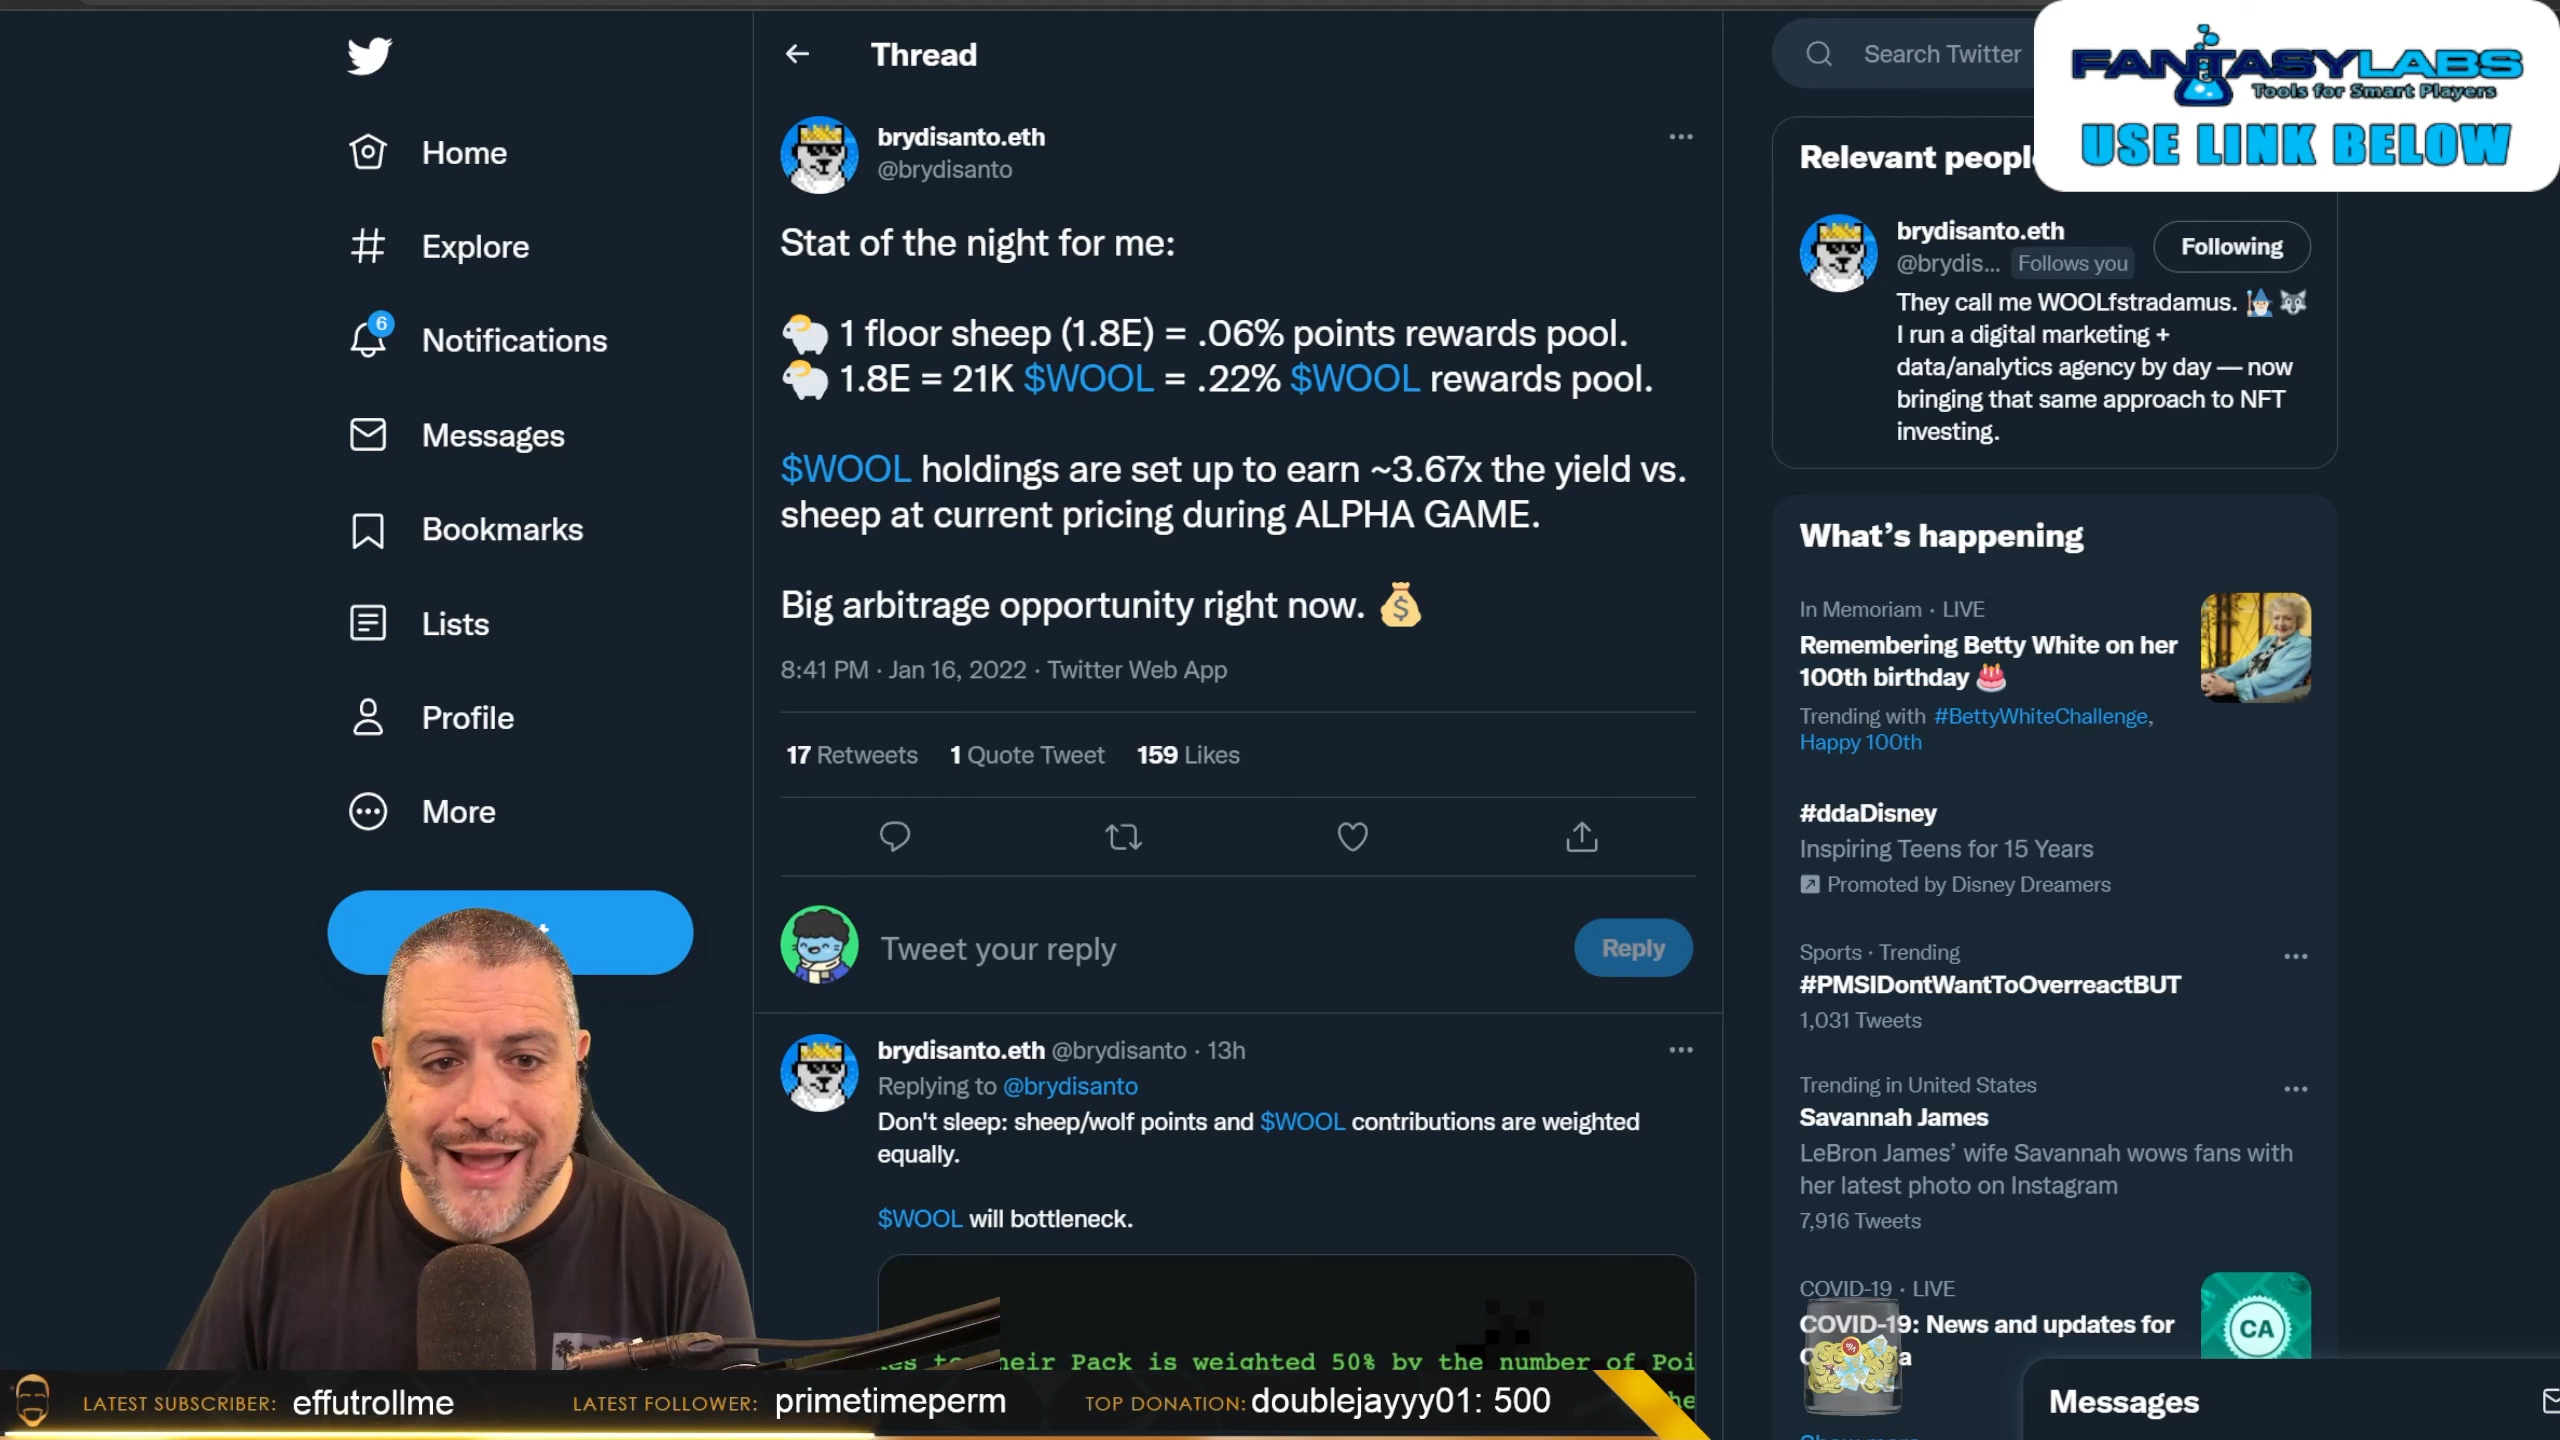 Home
Explore
6
Notifications
Messages
Bookmarks
Lists
Profile
More
Thread
brydisanto.eth
@brydisanto
Stat of the night for me:
1 floor sheep (1.8E) = .06% points rewards pool.
1.8E = 21K $WOOL = .22% $WOOL rewards pool.
$WOOL holdings are set up to earn ~3.67x the yield vs.
sheep at current pricing during ALPHA GAME.
Big arbitrage opportunity right now.
8:41 PM · Jan 16, 2022 · Twitter Web App
17 Retweets 1 Quote Tweet 159 Likes
Tweet your reply
Reply
brydisanto.eth @brydisanto · 13h
Replying to @brydisanto
Don't sleep: sheep/wolf points and $WOOL contributions are weighted
equally.
$WOOL will bottleneck.
heir Pack is weighted 50% by the number of Poi
Search Twitter
FANTASYLABS
Tools for Smart Players
USE LINK BELOW
Relevant people
brydisanto.eth
@brydis... Follows you
Following
They call me WOOLfstradamus.
I run a digital marketing +
data/analytics agency by day — now
bringing that same approach to NFT
investing.
What's happening
In Memoriam · LIVE
Remembering Betty White on her
100th birthday
Trending with #BettyWhiteChallenge,
Happy 100th
#ddaDisney
Inspiring Teens for 15 Years
Promoted by Disney Dreamers
Sports · Trending
#PMSIDontWantToOverreactBUT
1,031 Tweets
Trending in United States
Savannah James
LeBron James' wife Savannah wows fans with
her latest photo on Instagram
7,916 Tweets
COVID-19 · LIVE
COVID-19: News and updates for
CA
Messages
LATEST SUBSCRIBER: effutrollme
LATEST FOLLOWER: primetimeperm
TOP DONATION: doublejayyy01: 500